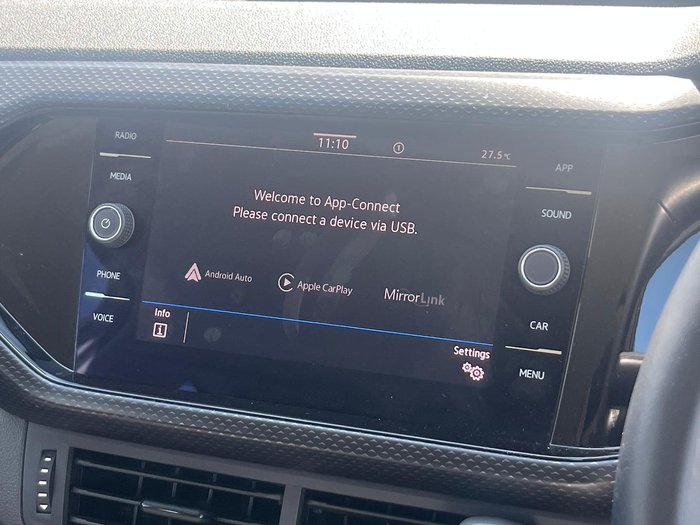 RADIO
MEDIA
PHONE
VOICE
11:10
1
27.5°C
Welcome to App-Connect
Please connect a device via USB.
Android Auto
Apple CarPlay
MirrorLink
Info
i
Settings
APP
SOUND
CAR
MENU